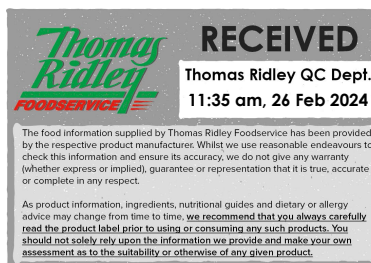 Thomas
Ridley
FOODSERVICE
RECEIVED
Thomas Ridley QC Dept.
11:35 am, 26 Feb 2024
The food information supplied by Thomas Ridley Foodservice has been provided
by the respective product manufacturer. Whilst we use reasonable endeavours to
check this information and ensure its accuracy, we do not give any warranty
(whether express or implied), guarantee or representation that it is true, accurate
or complete in any respect.
As product information, ingredients, nutritional guides and dietary or allergy
advice may change from time to time, we recommend that you always carefully
read the product label prior to using or consuming any such products. You
should not solely rely upon the information we provide and make your own
assessment as to the suitability or otherwise of any given product.